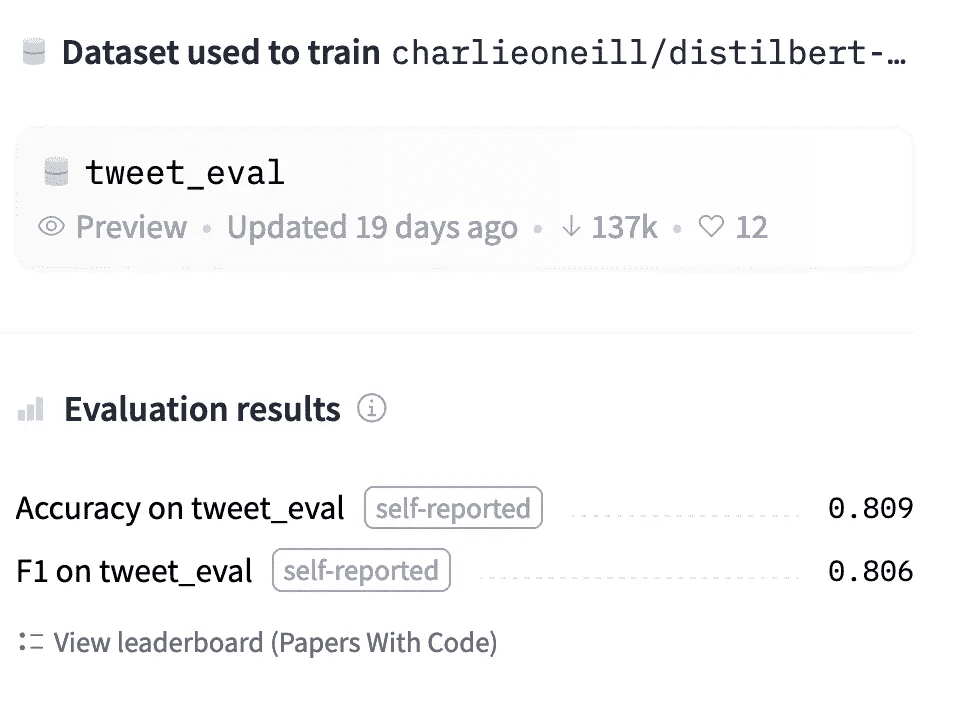 Dataset used to train charlieoneill/distilbert-…
tweet_eval
Preview • Updated 19 days ago • ↓ 137k • ♡ 12
Evaluation results
Accuracy on tweet_eval self-reported 0.809
F1 on tweet_eval self-reported 0.806
View leaderboard (Papers With Code)